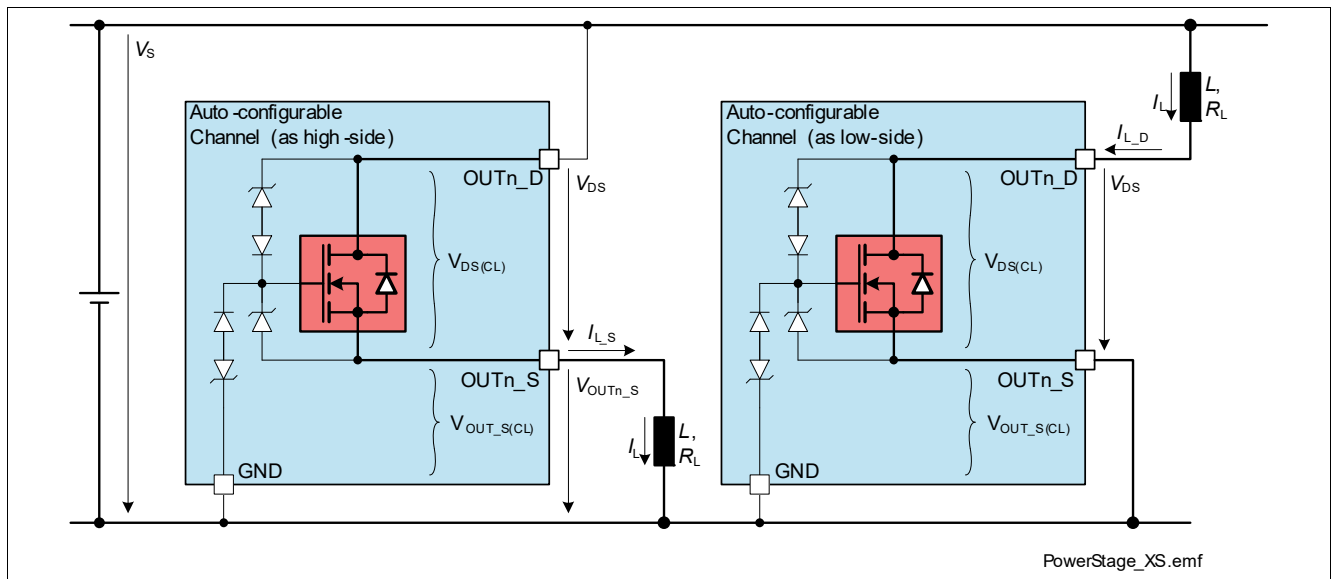 VS
Auto-configurable
Channel (as high-side)
OUTn_D
VDS
VDS(CL)
IL_S
OUTn_S
VOUTn_S
VOUT_S(CL)
IL
L,
RL
GND
Auto-configurable
Channel (as low-side)
IL
L,
RL
IL_D
OUTn_D
VDS
VDS(CL)
OUTn_S
VOUT_S(CL)
GND
PowerStage_XS.emf